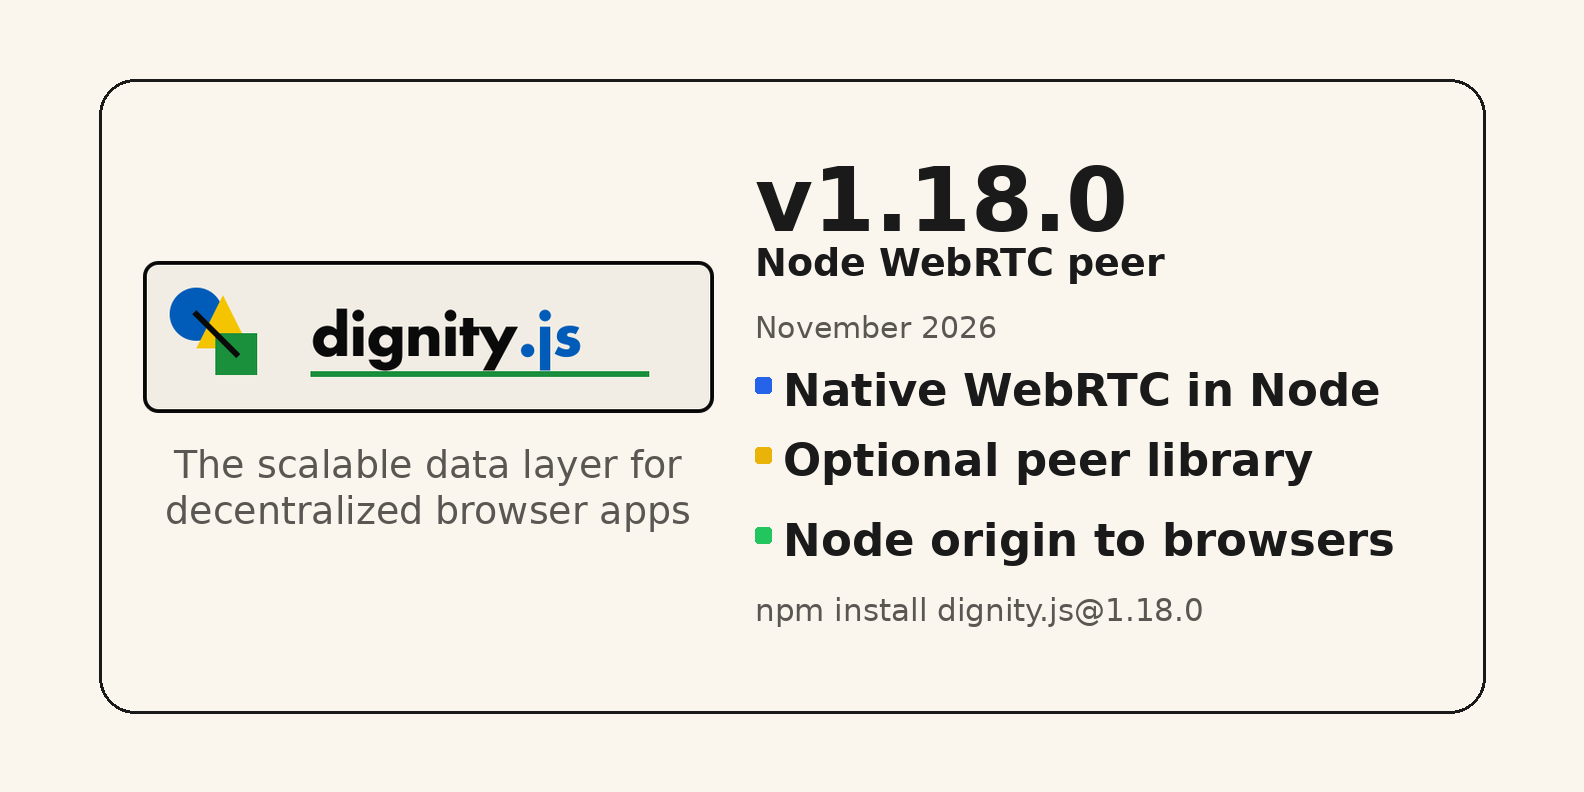 dignity.js
The scalable data layer for
decentralized browser apps
v1.18.0
Node WebRTC peer
November 2026
Native WebRTC in Node
Optional peer library
Node origin to browsers
npm install dignity.js@1.18.0